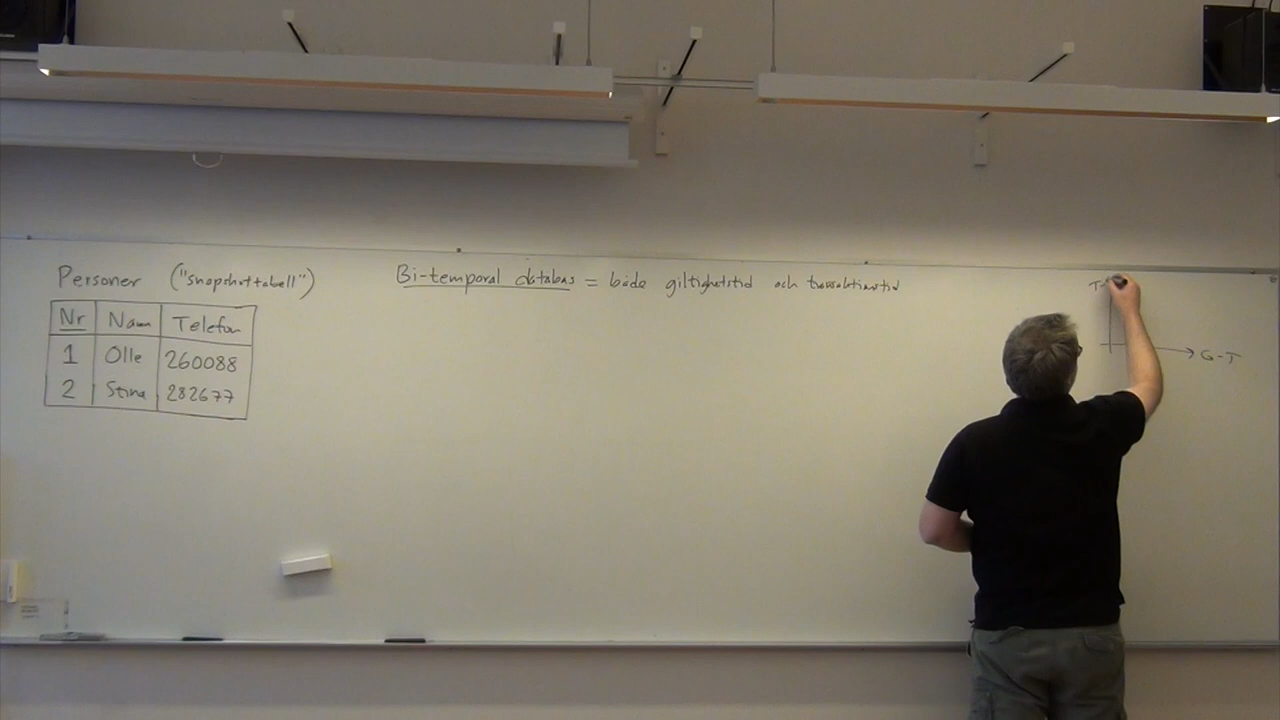 Personer ("snapshottabell")
Bi-temporal databas = både giltighetstid och transaktionstid
Nr Namn Telefon
1 Olle 260088
2 Stina 282677
T-
G-T